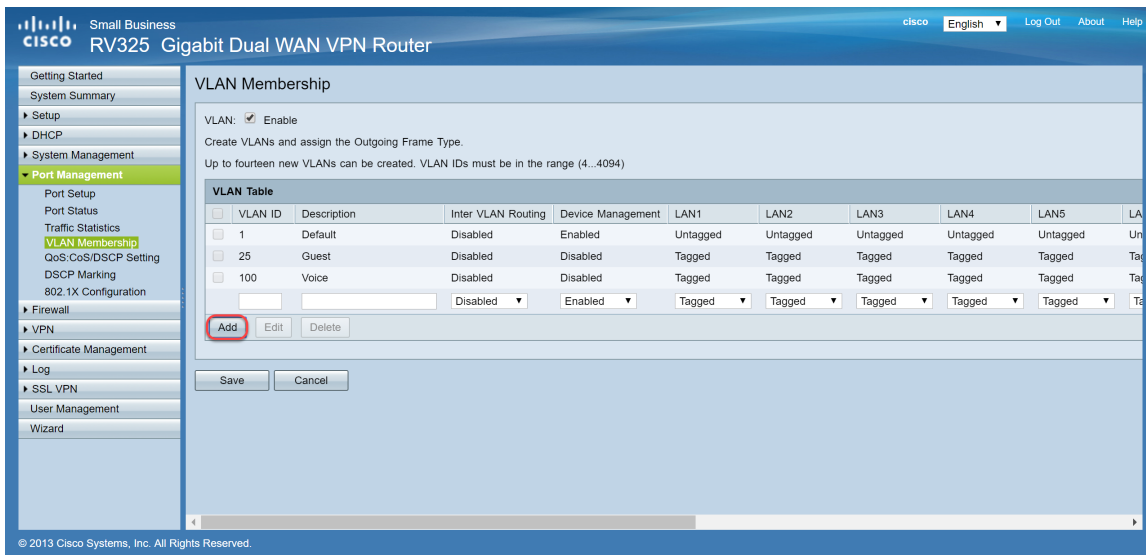 Small Business
cisco English Log Out About Help
CISCO RV325 Gigabit Dual WAN VPN Router
Getting Started
System Summary
Setup
DHCP
System Management
Port Management
Port Setup
Port Status
Traffic Statistics
VLAN Membership
QoS:CoS/DSCP Setting
DSCP Marking
802.1X Configuration
Firewall
VPN
Certificate Management
Log
SSL VPN
User Management
Wizard
VLAN Membership
VLAN: Enable
Create VLANs and assign the Outgoing Frame Type.
Up to fourteen new VLANs can be created. VLAN IDs must be in the range (4...4094)
VLAN Table
VLAN ID Description Inter VLAN Routing Device Management LAN1 LAN2 LAN3 LAN4 LAN5 LA
1 Default Disabled Enabled Untagged Untagged Untagged Untagged Untagged Un
25 Guest Disabled Disabled Tagged Tagged Tagged Tagged Tagged Tag
100 Voice Disabled Disabled Tagged Tagged Tagged Tagged Tagged Tag
Disabled Enabled Tagged Tagged Tagged Tagged Tagged Ta
Add Edit Delete
Save Cancel
© 2013 Cisco Systems, Inc. All Rights Reserved.